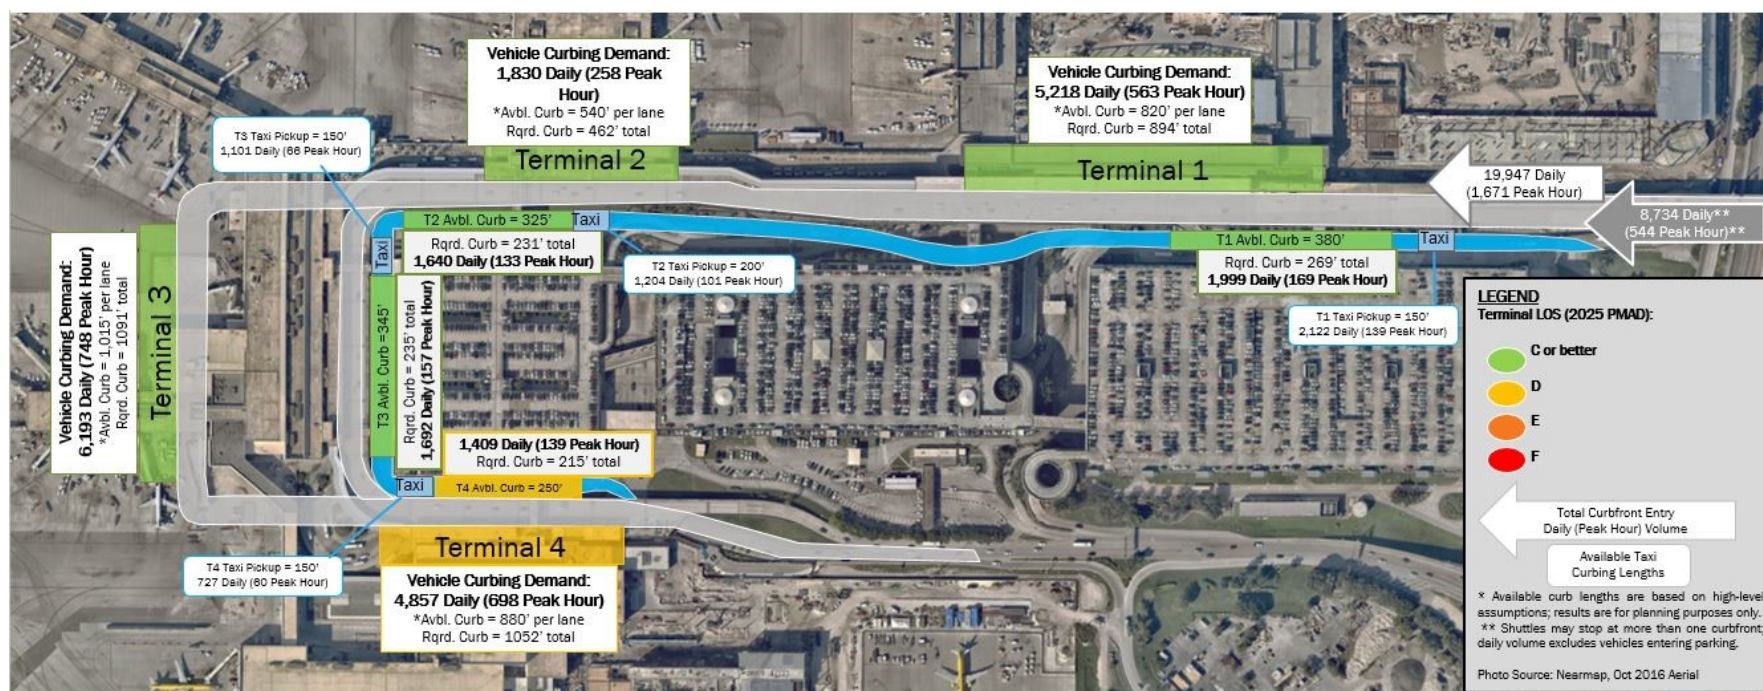 Vehicle Curbing Demand:
1,830 Daily (258 Peak
Hour)
*Avbl. Curb = 540' per lane
Rqrd. Curb = 462' total
Terminal 2
Vehicle Curbing Demand:
5,218 Daily (563 Peak Hour)
*Avbl. Curb = 820' per lane
Rqrd. Curb = 894' total
Terminal 1
T3 Taxi Pickup = 150'
1,101 Daily (66 Peak Hour)
19,947 Daily
(1,671 Peak Hour)
8,734 Daily**
(544 Peak Hour)**
T2 Avbl. Curb = 325'
Taxi
Rqrd. Curb = 231' total
1,640 Daily (133 Peak Hour)
T2 Taxi Pickup = 200'
1,204 Daily (101 Peak Hour)
T1 Avbl. Curb = 380'
Taxi
Rqrd. Curb = 269' total
1,999 Daily (169 Peak Hour)
T1 Taxi Pickup = 150'
2,122 Daily (139 Peak Hour)
Vehicle Curbing Demand:
6,193 Daily (748 Peak Hour)
*Avbl. Curb = 1,015' per lane
Rqrd. Curb = 1091' total
Terminal 3
Taxi
T3 Avbl. Curb =345'
Rqrd. Curb = 235' total
1,692 Daily (157 Peak Hour)
1,409 Daily (139 Peak Hour)
Rqrd. Curb = 215' total
Taxi
T4 Avbl. Curb = 250'
Terminal 4
T4 Taxi Pickup = 150'
727 Daily (60 Peak Hour)
Vehicle Curbing Demand:
4,857 Daily (698 Peak Hour)
*Avbl. Curb = 880' per lane
Rqrd. Curb = 1052' total
LEGEND
Terminal LOS (2025 PMAD):
C or better
D
E
F
Total Curbfront Entry
Daily (Peak Hour) Volume
Available Taxi
Curbing Lengths
* Available curb lengths are based on high-level
assumptions; results are for planning purposes only.
** Shuttles may stop at more than one curbfront;
daily volume excludes vehicles entering parking.
Photo Source: Nearmap, Oct 2016 Aerial